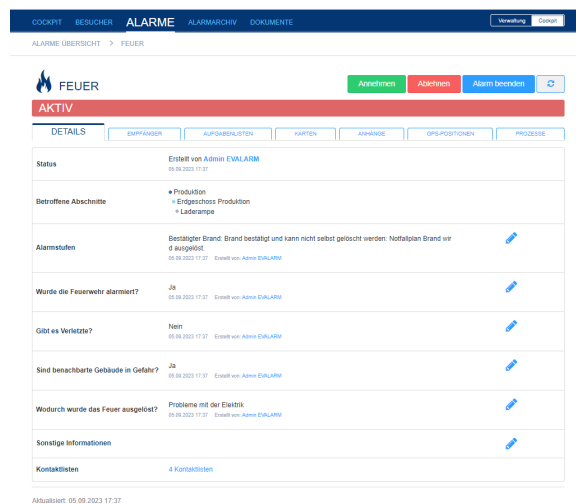 COCKPIT BESUCHER ALARME ALARMARCHIV DOKUMENTE Verwaltung Cockpit
ALARME ÜBERSICHT > FEUER
FEUER Annehmen Ablehnen Alarm beenden
AKTIV
DETAILS EMPFÄNGER AUFGABENLISTEN KARTEN ANHÄNGE GPS-POSITIONEN PROZESSE
Status
Erstellt von Admin EVALARM
05.09.2023 17:37
Betroffene Abschnitte
Produktion
Erdgeschoss Produktion
Laderampe
Alarmstufen
Bestätigter Brand: Brand bestätigt und kann nicht selbst gelöscht werden: Notfallplan Brand wir
d ausgelöst.
05.09.2023 17:37 Erstellt von: Admin EVALARM
Wurde die Feuerwehr alarmiert?
Ja
05.09.2023 17:37 Erstellt von: Admin EVALARM
Gibt es Verletzte?
Nein
05.09.2023 17:37 Erstellt von: Admin EVALARM
Sind benachbarte Gebäude in Gefahr?
Ja
05.09.2023 17:37 Erstellt von: Admin EVALARM
Wodurch wurde das Feuer ausgelöst?
Probleme mit der Elektrik
05.09.2023 17:37 Erstellt von: Admin EVALARM
Sonstige Informationen
Kontaktlisten 4 Kontaktlisten
Aktualisiert: 05.09.2023 17:37